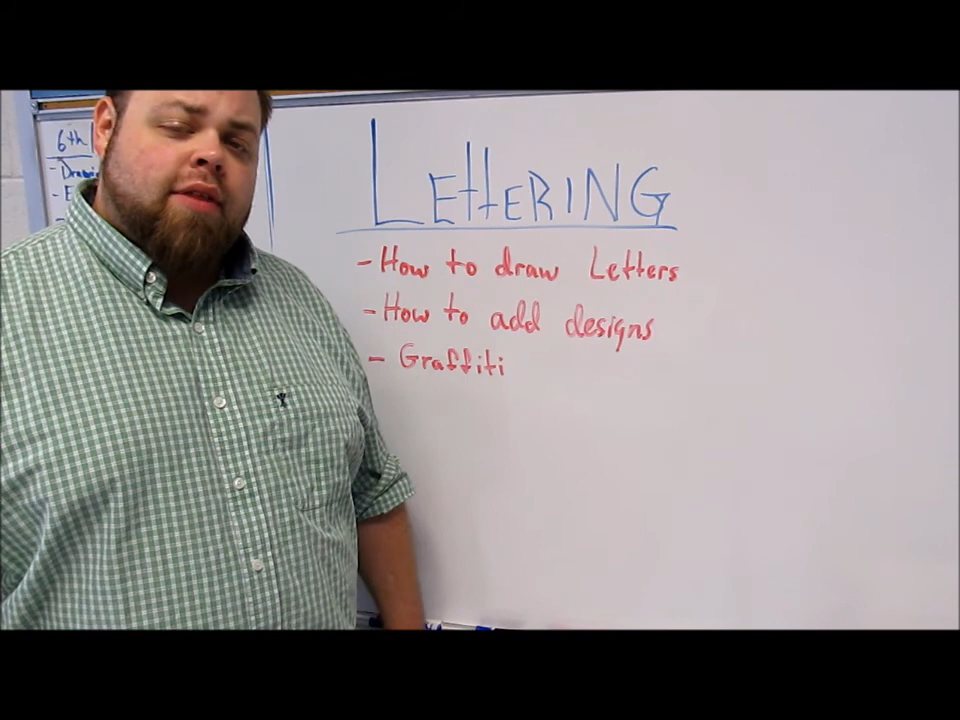 6th
LETTERING
- How to draw Letters
- How to add designs
- Graffiti